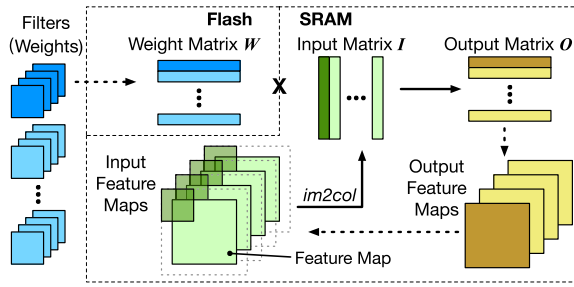 Filters
(Weights)
Flash
SRAM
Weight Matrix W
Input Matrix I
Output Matrix O
X
Input
Feature
Maps
im2col
Output
Feature
Maps
Feature Map